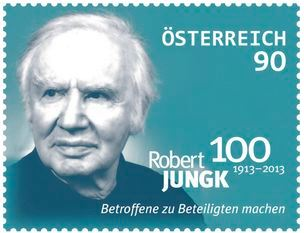 ÖSTERREICH
90
Robert 100
JUNGK 1913–2013
Betroffene zu Beteiligten machen